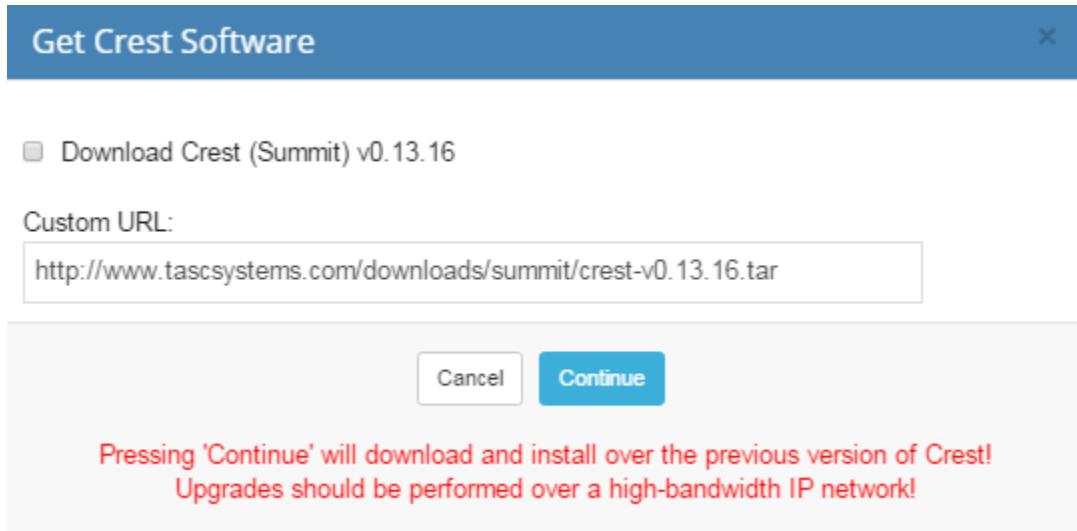 Get Crest Software
Download Crest (Summit) v0.13.16
Custom URL:
http://www.tascsystems.com/downloads/summit/crest-v0.13.16.tar
Cancel
Continue
Pressing 'Continue' will download and install over the previous version of Crest!
Upgrades should be performed over a high-bandwidth IP network!